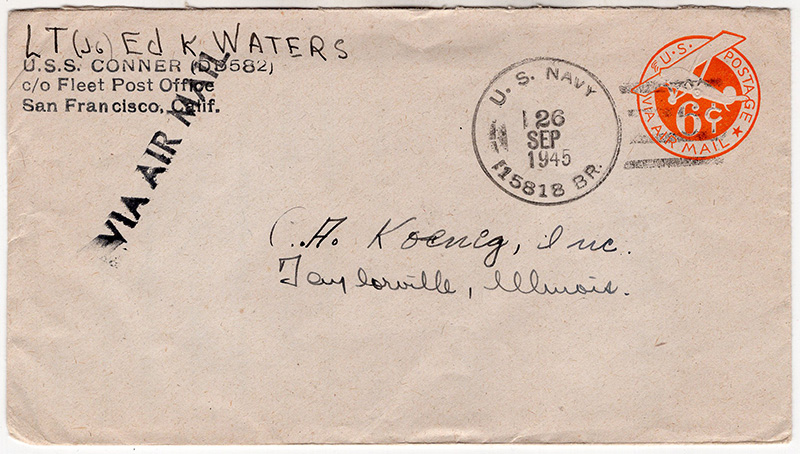 LT (JG) Ed K. WATERS
U.S.S. CONNER (DD582)
c/o Fleet Post Office
San Francisco, Calif.
VIA AIR MAIL
U. S. NAVY
26
SEP
1945
15818 BR.
U.S. POSTAGE
VIA AIR MAIL
6¢
C.A. Koenig, Inc.
Taylorville, Illinois.